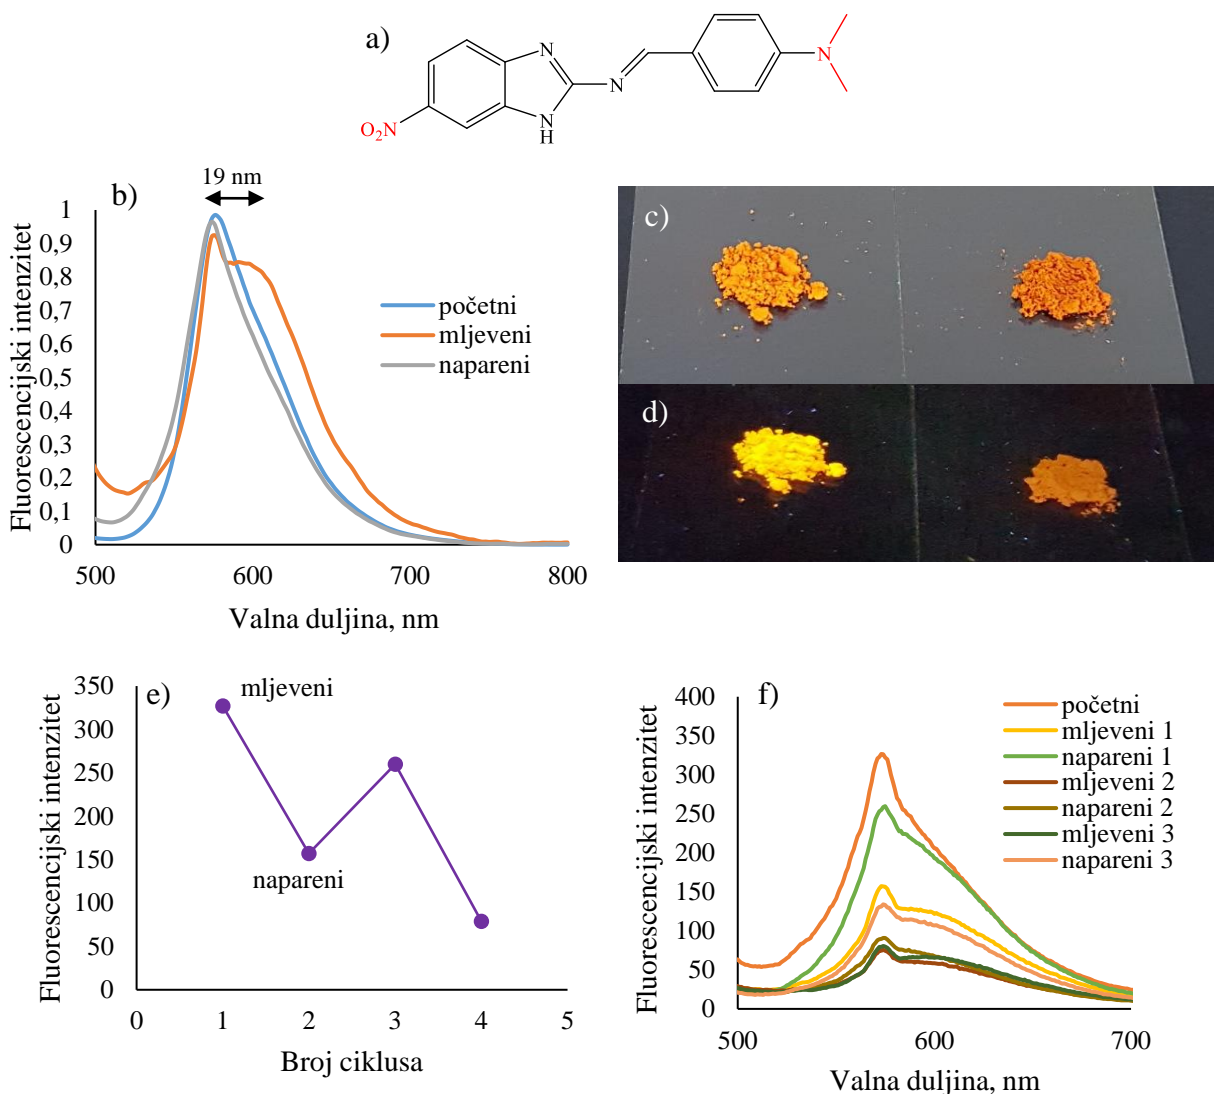 a)
N
N
N
N
H
O₂N
b)
19 nm
Fluorescencijski intenzitet
1
0,9
0,8
0,7
0,6
0,5
0,4
0,3
0,2
0,1
0
500
600
700
800
Valna duljina, nm
početni
mljeveni
napareni
c)
d)
e)
Fluorescencijski intenzitet
350
300
250
200
150
100
50
0
0
1
2
3
4
5
Broj ciklusa
mljeveni
napareni
f)
Fluorescencijski intenzitet
400
350
300
250
200
150
100
50
0
500
600
700
Valna duljina, nm
početni
mljeveni 1
napareni 1
mljeveni 2
napareni 2
mljeveni 3
napareni 3